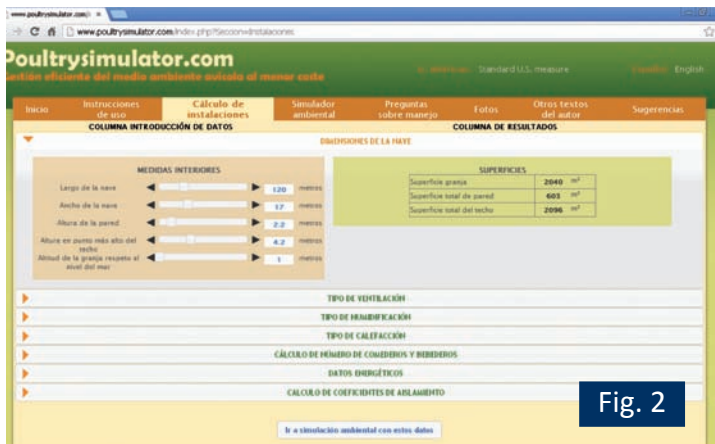 www.poultrysimulator.com/index.php?Seccion=Instalaciones
Poultrysimulator.com
Gestión eficiente del medio ambiente avícola al menor coste
Standard U.S. measure
Español English
Inicio
Instrucciones de uso
Cálculo de instalaciones
Simulador ambiental
Preguntas sobre manejo
Fotos
Otros textos del autor
Sugerencias
COLUMNA INTRODUCCIÓN DE DATOS
COLUMNA DE RESULTADOS
DIMENSIONES DE LA NAVE
MEDIDAS INTERIORES
Largo de la nave 120 metros
Ancho de la nave 17 metros
Altura de la pared 2.2 metros
Altura en punto más alto del techo 4.2 metros
Altitud de la granja respeto al nivel del mar 1 metros
SUPERFICIES
Superficie granja 2040 m²
Superficie total de pared 603 m²
Superficie total del techo 2096 m²
TIPO DE VENTILACIÓN
TIPO DE HUMIDIFICACIÓN
TIPO DE CALEFACCIÓN
CÁLCULO DE NÚMERO DE COMEDEROS Y BEBEDEROS
DATOS ENERGÉTICOS
CALCULO DE COEFICIENTES DE AISLAMIENTO
Ir a simulación ambiental con estos datos
Fig. 2